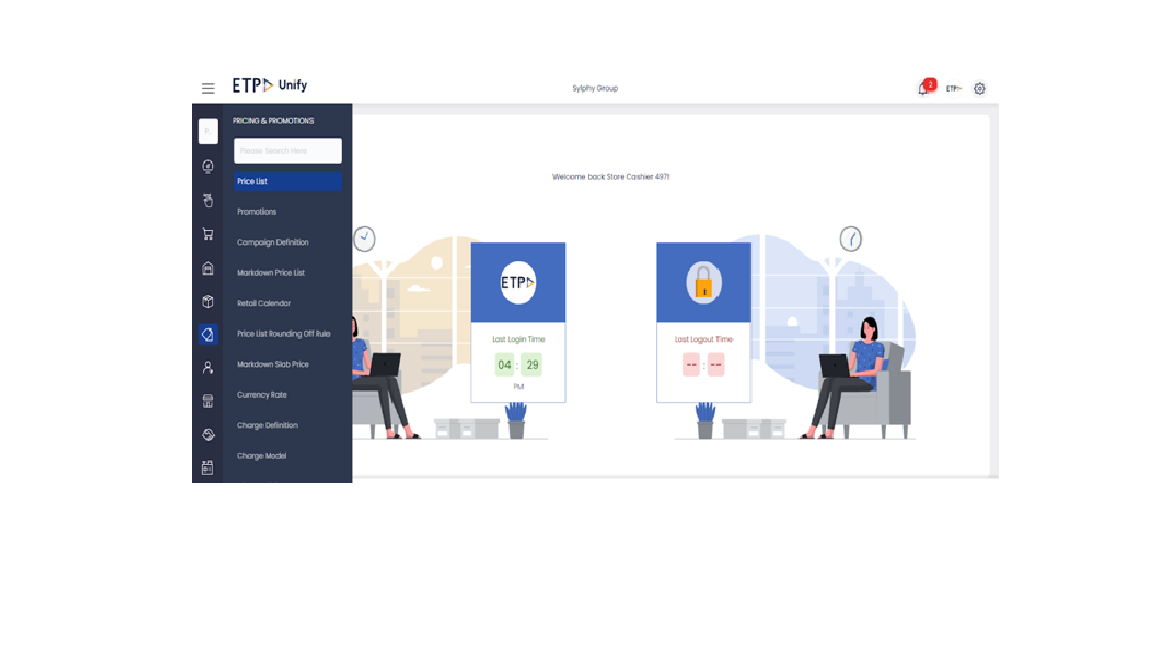 ETP Unify
Sylphy Group
2
ETP
PRICING & PROMOTIONS
P..
Please Search Here
Price List
Promotions
Campaign Definition
Markdown Price List
Retail Calendar
Price List Rounding Off Rule
Markdown Slab Price
Currency Rate
Charge Definition
Charge Model
Welcome back Store Cashier 497!
ETP
Last Login Time
04 : 29
PM
Last Logout Time
-- : --